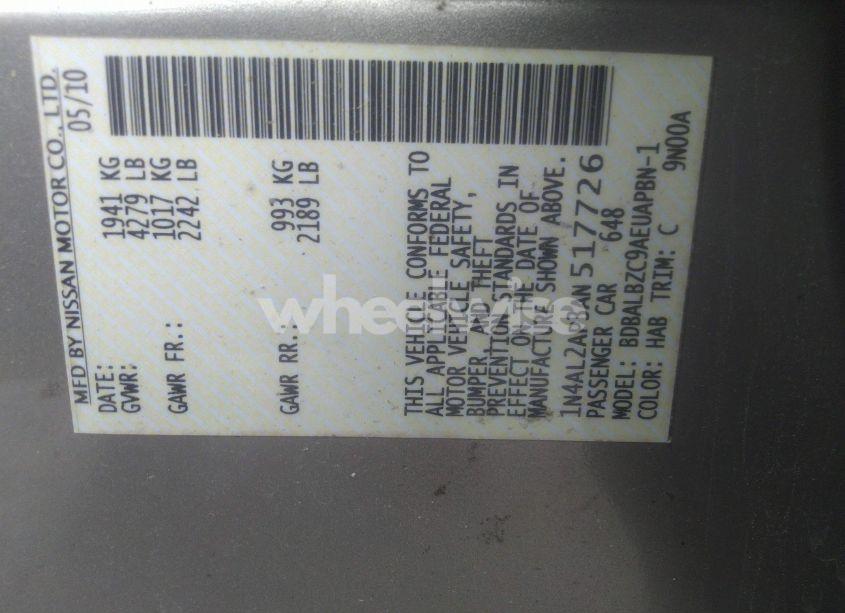 MFD BY NISSAN MOTOR CO., LTD.
DATE: 05/10
GVWR: 1941 KG
4279 LB
GAWR FR.: 1017 KG
2242 LB
GAWR RR.: 993 KG
2189 LB
THIS VEHICLE CONFORMS TO
ALL APPLICABLE FEDERAL
MOTOR VEHICLE SAFETY,
BUMPER, AND THEFT
PREVENTION STANDARDS IN
EFFECT ON THE DATE OF
MANUFACTURE SHOWN ABOVE.
517726
PASSENGER CAR 648
MODEL: BDBALBZC9AEUAPBN-1
COLOR: HAB TRIM: C 9N00A
wheelwise